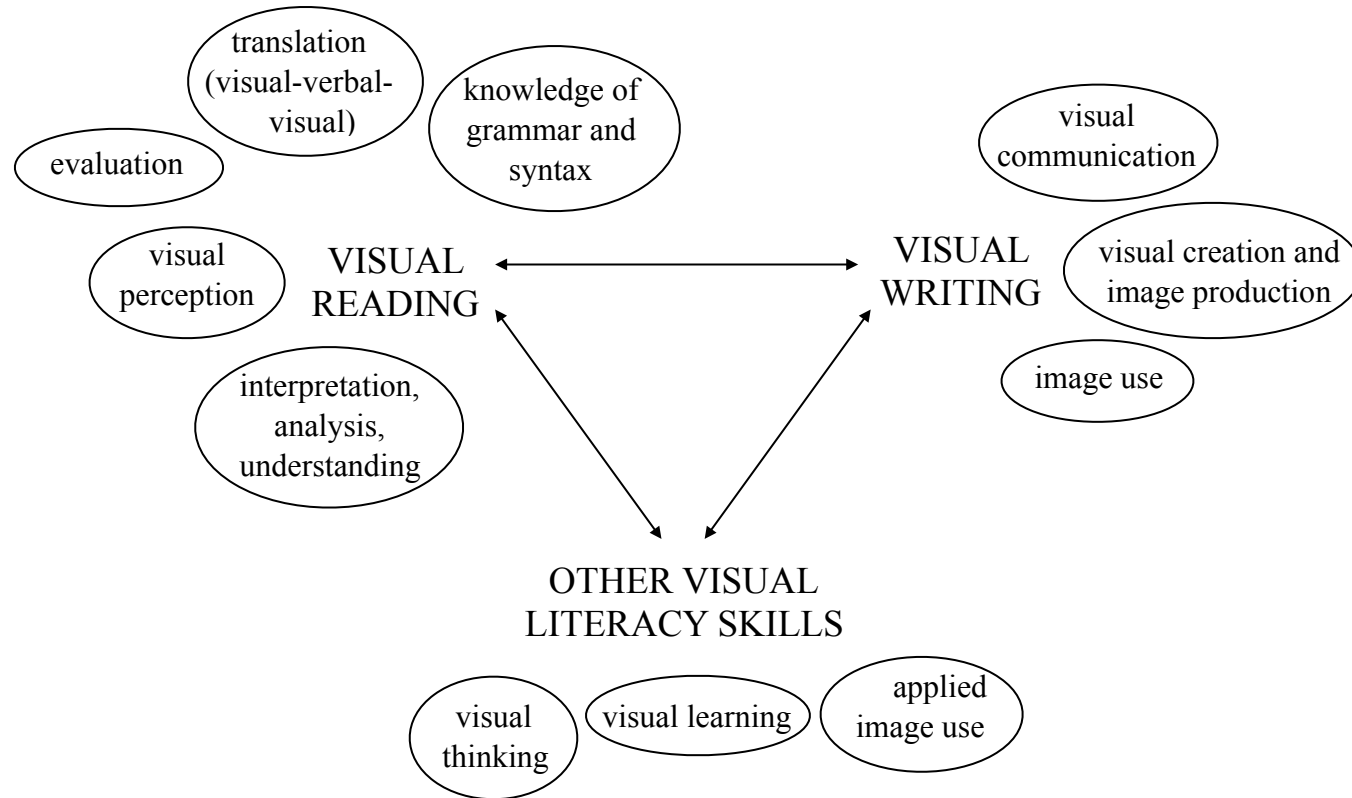 translation
(visual-verbal-
visual)
knowledge of
grammar and
syntax
evaluation
visual
perception
VISUAL
READING
interpretation,
analysis,
understanding
visual
communication
VISUAL
WRITING
visual creation and
image production
image use
OTHER VISUAL
LITERACY SKILLS
visual
thinking
visual learning
applied
image use